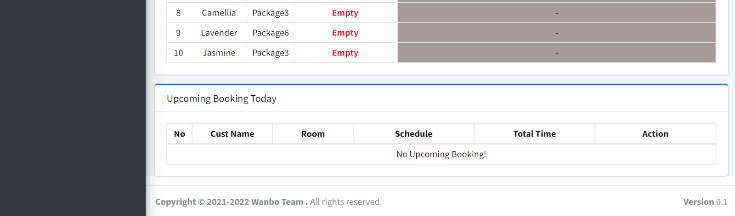 8 Camellia Package3 Empty -
9 Lavender Package6 Empty -
10 Jasmine Package3 Empty -
Upcoming Booking Today
No Cust Name Room Schedule Total Time Action
No Upcoming Booking!
Copyright © 2021-2022 Wanbo Team . All rights reserved. Version 0.1